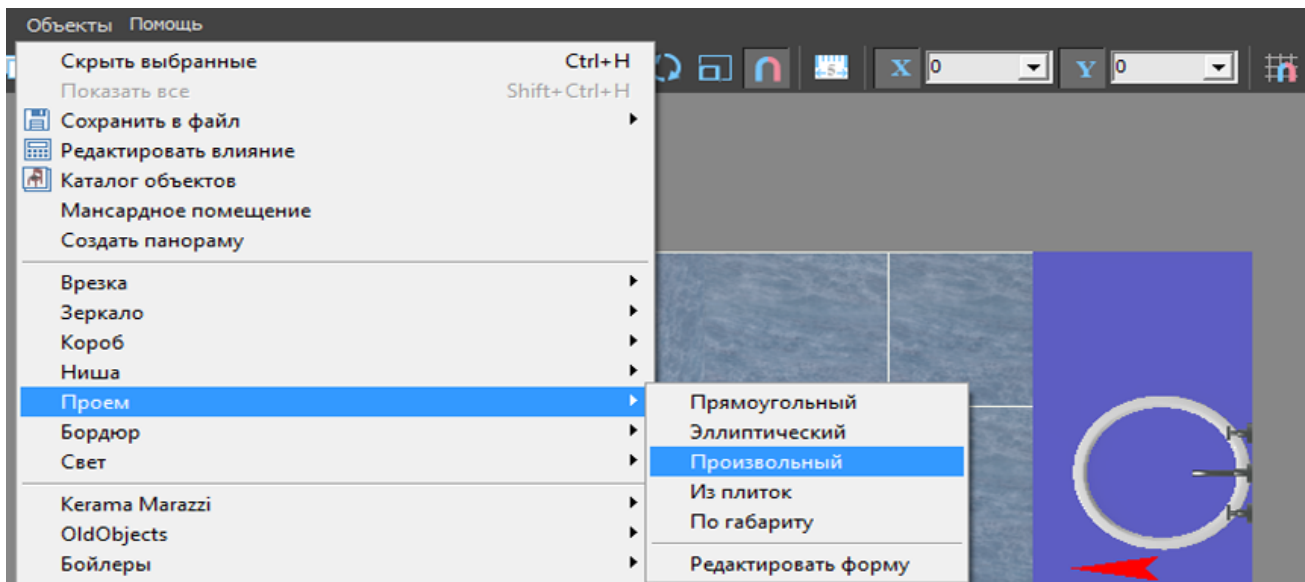 Объекты Помощь
Скрыть выбранные Ctrl+H
Показать все Shift+Ctrl+H
Сохранить в файл
Редактировать влияние
Каталог объектов
Мансардное помещение
Создать панораму
5
X 0 Y 0
Врезка
Зеркало
Короб
Ниша
Проем
Бордюр
Свет
Kerama Marazzi
OldObjects
Бойлеры
Прямоугольный
Эллиптический
Произвольный
Из плиток
По габариту
Редактировать форму